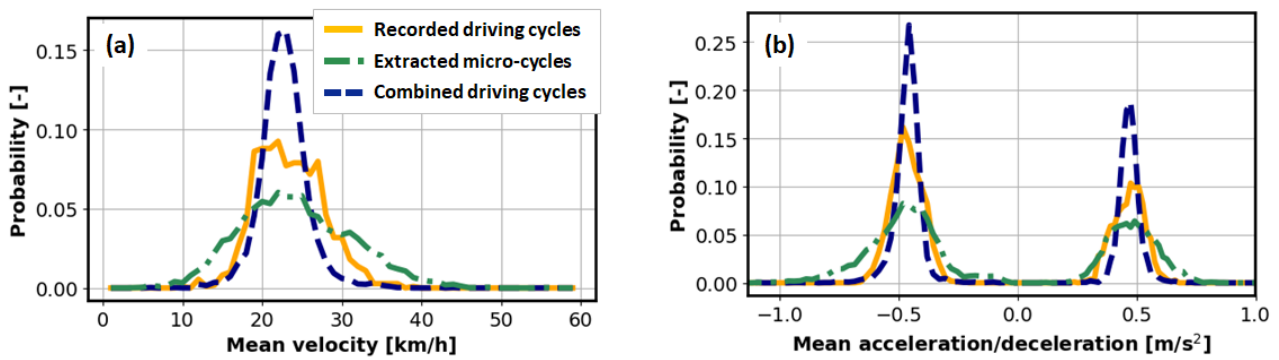 (a)
Recorded driving cycles
Extracted micro-cycles
Combined driving cycles
Probability [-]
0.15
0.10
0.05
0.00
0 10 20 30 40 50 60
Mean velocity [km/h]
(b)
Probability [-]
0.25
0.20
0.15
0.10
0.05
0.00
−1.0 −0.5 0.0 0.5 1.0
Mean acceleration/deceleration [m/s²]